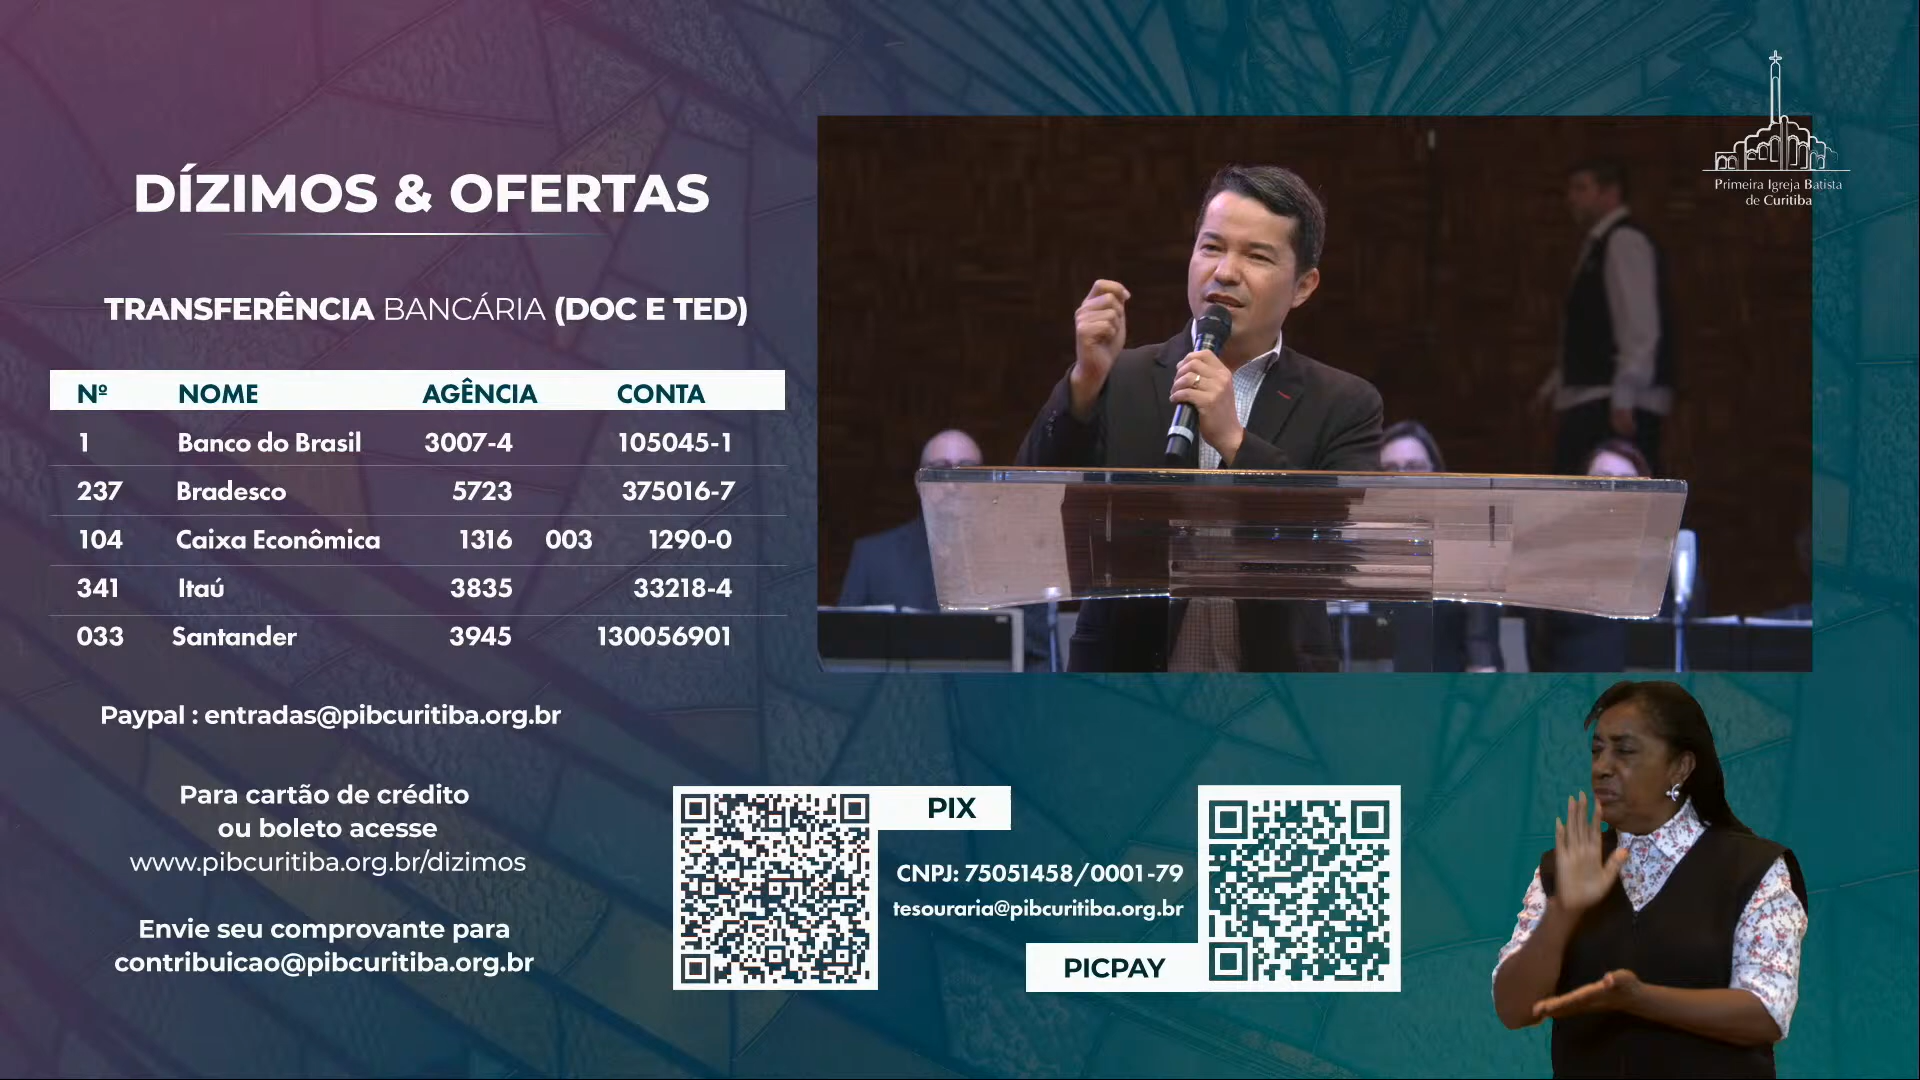 DÍZIMOS & OFERTAS
TRANSFERÊNCIA BANCÁRIA (DOC E TED)
Nº NOME AGÊNCIA CONTA
1 Banco do Brasil 3007-4 105045-1
237 Bradesco 5723 375016-7
104 Caixa Econômica 1316 003 1290-0
341 Itaú 3835 33218-4
033 Santander 3945 130056901
Paypal : entradas@pibcuritiba.org.br
Para cartão de crédito
ou boleto acesse
www.pibcuritiba.org.br/dizimos
Envie seu comprovante para
contribuicao@pibcuritiba.org.br
PIX
CNPJ: 75051458/0001-79
tesouraria@pibcuritiba.org.br
PICPAY
Primeira Igreja Batista
de Curitiba